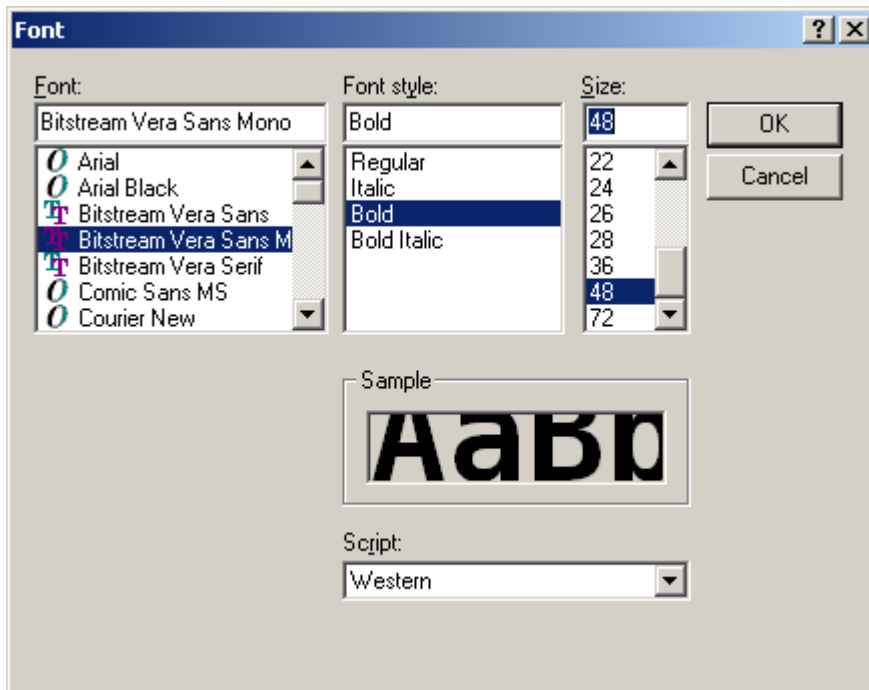 Font
Font: Font style: Size:
Bitstream Vera Sans Mono Bold 48 OK
Arial Regular 22
Arial Black Italic 24 Cancel
Bitstream Vera Sans Bold 26
Bitstream Vera Sans M Bold Italic 28
Bitstream Vera Serif 36
Comic Sans MS 48
Courier New 72
Sample
AaBb
Script:
Western